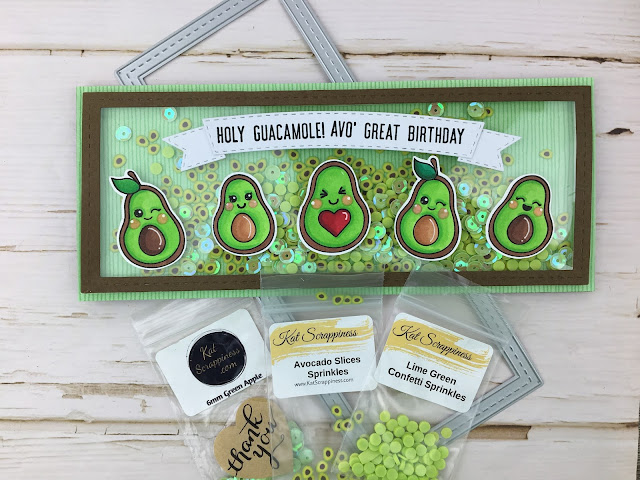 HOLY GUACAMOLE! AVO' GREAT BIRTHDAY
Kat
Scrappiness
.com
6mm Green Apple
thank
you
Kat Scrappiness
Avocado Slices
Sprinkles
www.KatScrappiness.com
Kat Scrappiness
Lime Green
Confetti Sprinkles